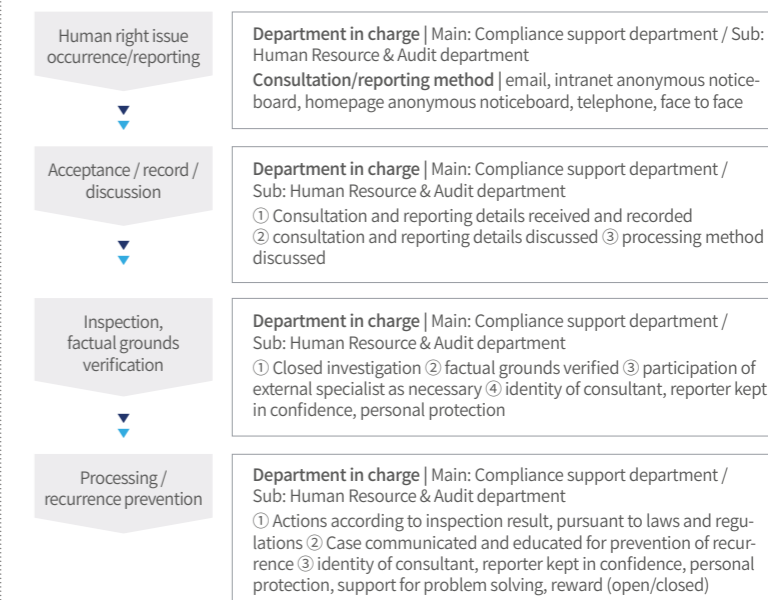 Human right issue
occurrence/reporting
Department in charge | Main: Compliance support department / Sub:
Human Resource & Audit department
Consultation/reporting method | email, intranet anonymous notice-
board, homepage anonymous noticeboard, telephone, face to face
Acceptance / record /
discussion
Department in charge | Main: Compliance support department /
Sub: Human Resource & Audit department
① Consultation and reporting details received and recorded
② consultation and reporting details discussed ③ processing method
discussed
Inspection,
factual grounds
verification
Department in charge | Main: Compliance support department /
Sub: Human Resource & Audit department
① Closed investigation ② factual grounds verified ③ participation of
external specialist as necessary ④ identity of consultant, reporter kept
in confidence, personal protection
Processing /
recurrence prevention
Department in charge | Main: Compliance support department /
Sub: Human Resource & Audit department
① Actions according to inspection result, pursuant to laws and regu-
lations ② Case communicated and educated for prevention of recur-
rence ③ identity of consultant, reporter kept in confidence, personal
protection, support for problem solving, reward (open/closed)